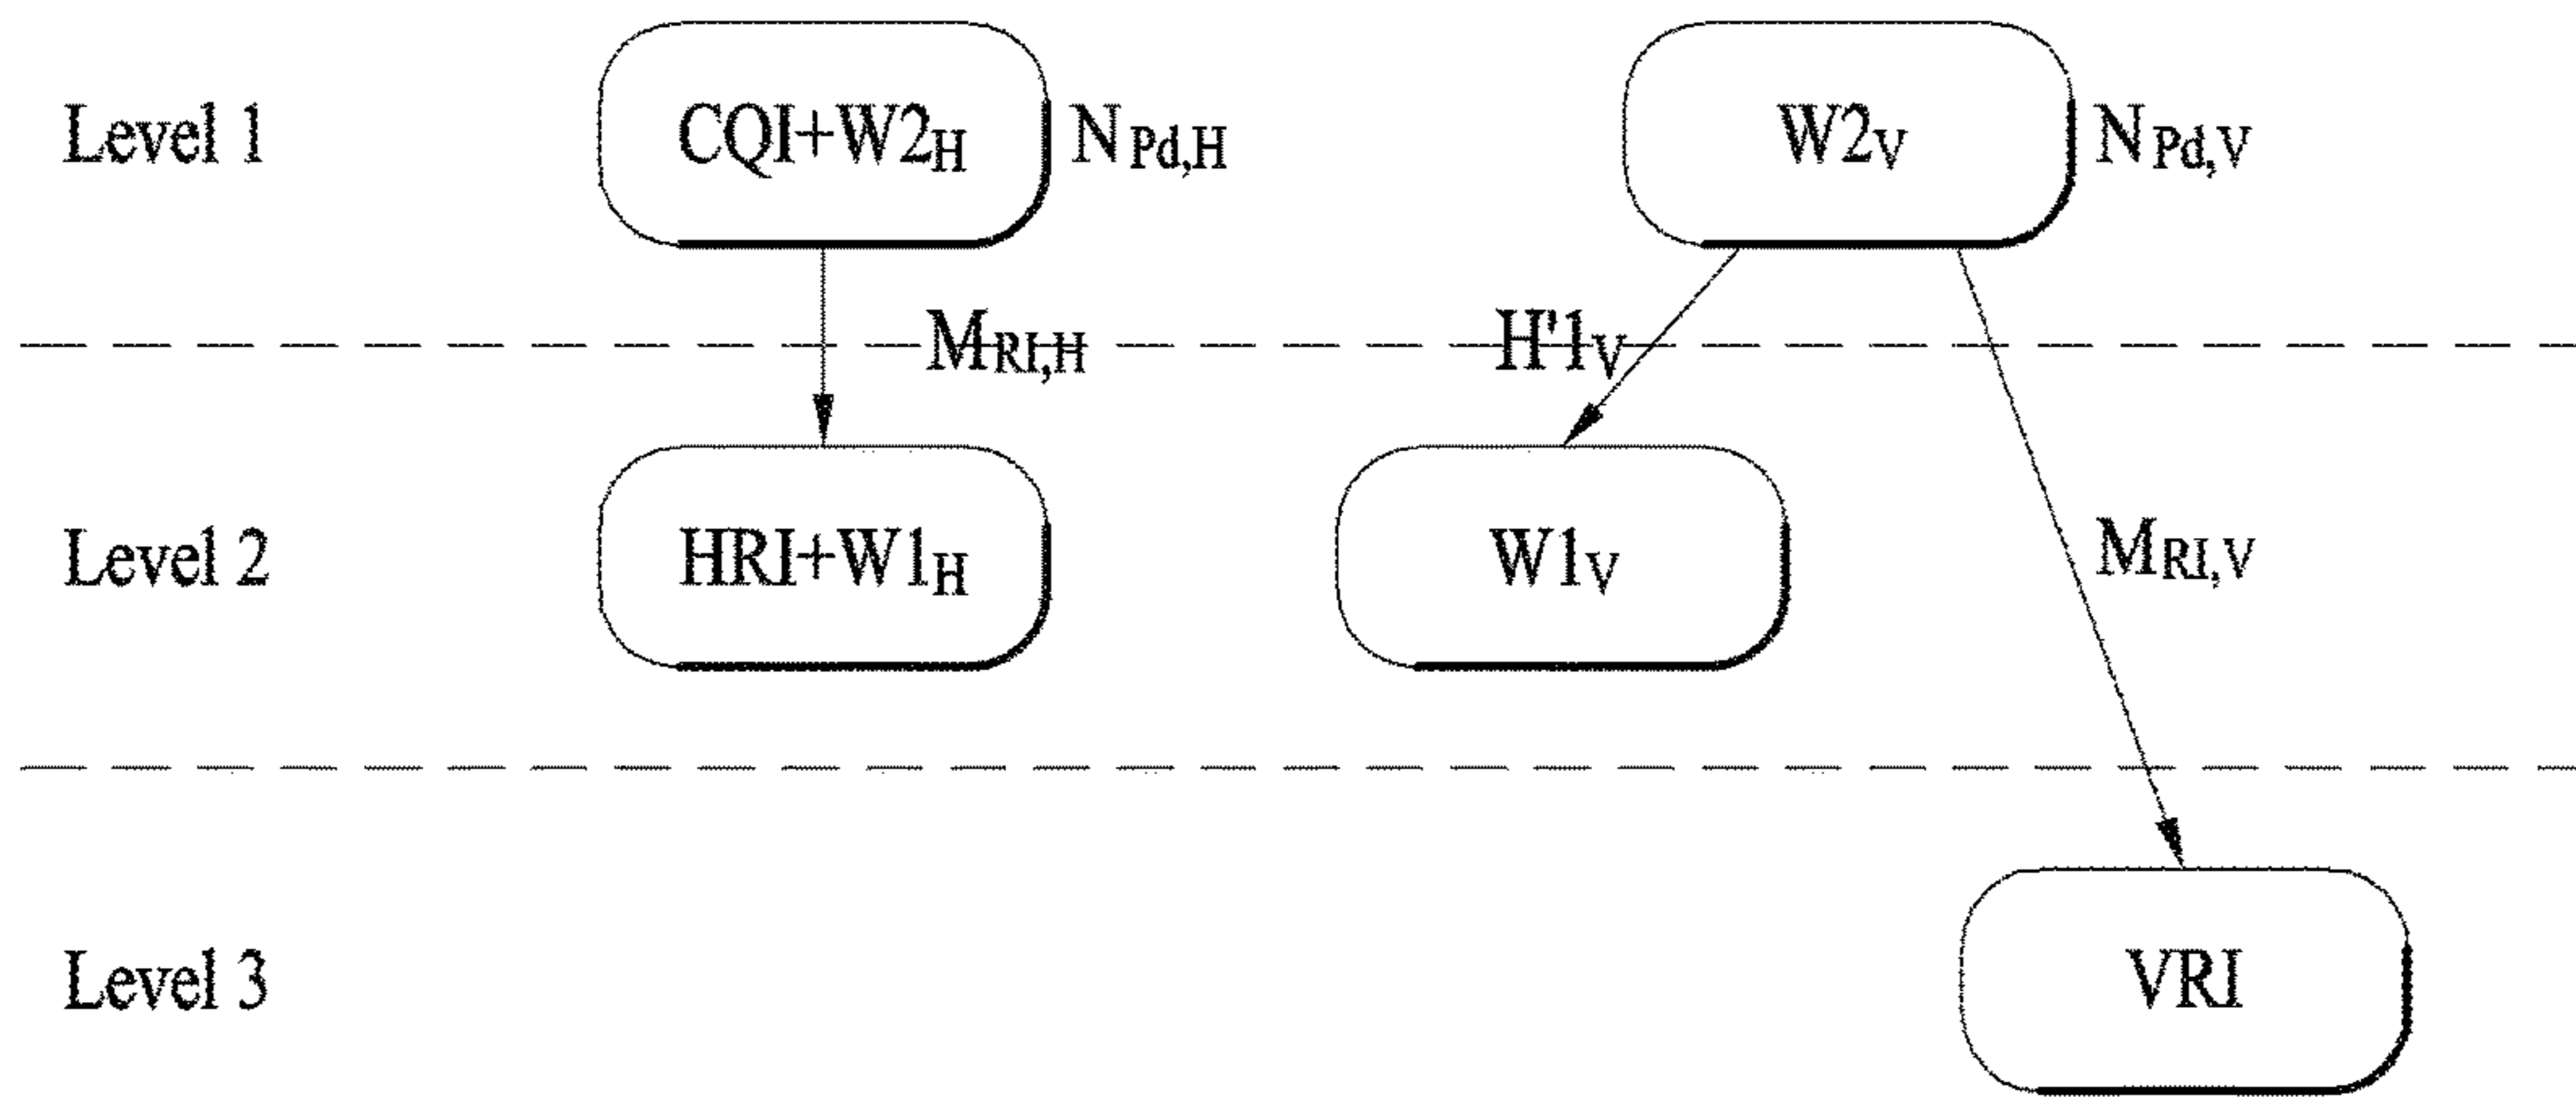 Level 1
CQI+W2H
NPd,H
W2V
NPd,V
MRI,H
H'1V
Level 2
HRI+W1H
W1V
MRI,V
Level 3
VRI